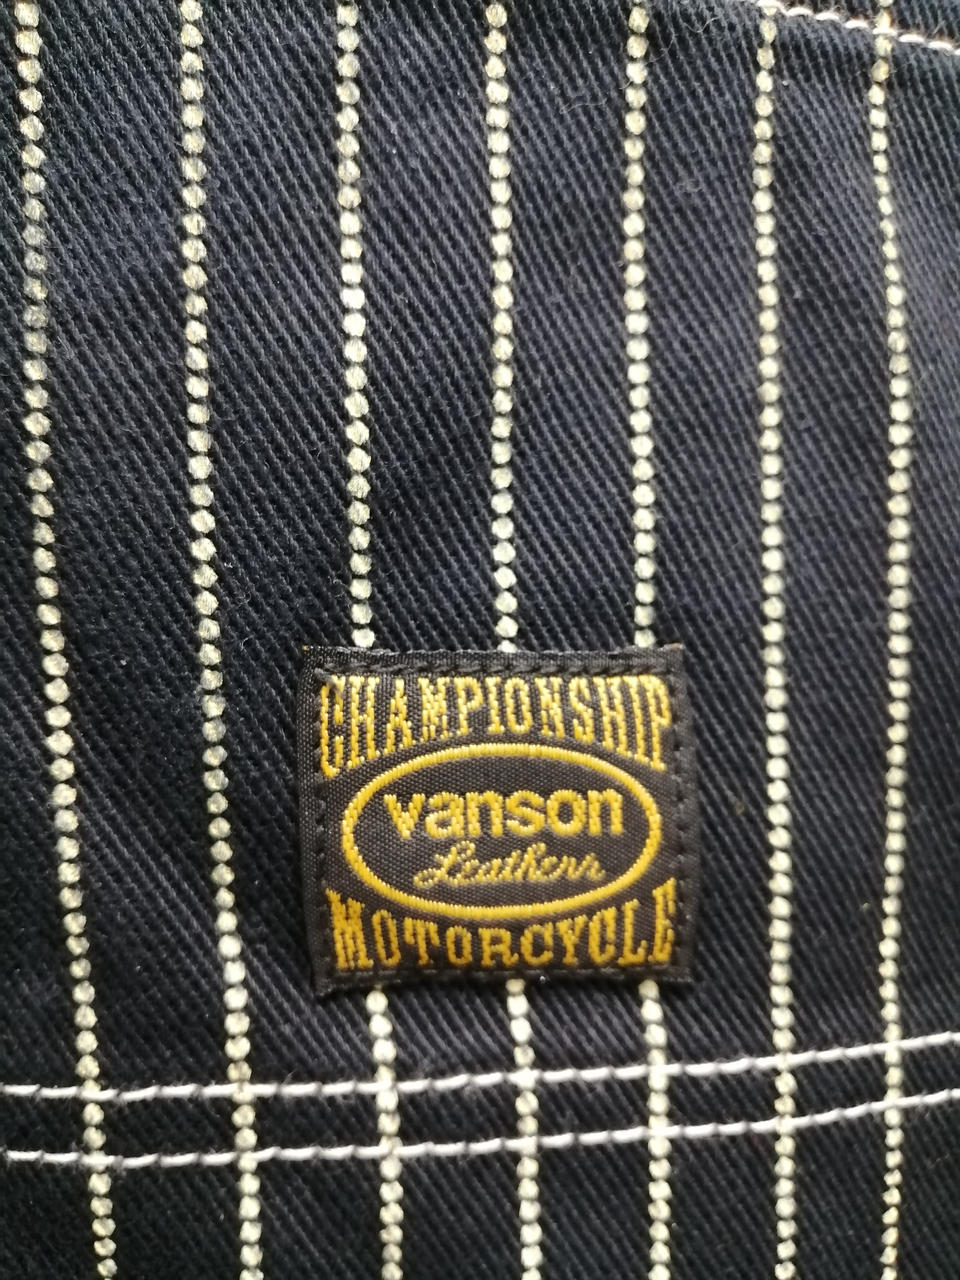 CHAMPIONSHIP
vanson
Leathers
MOTORCYCLE